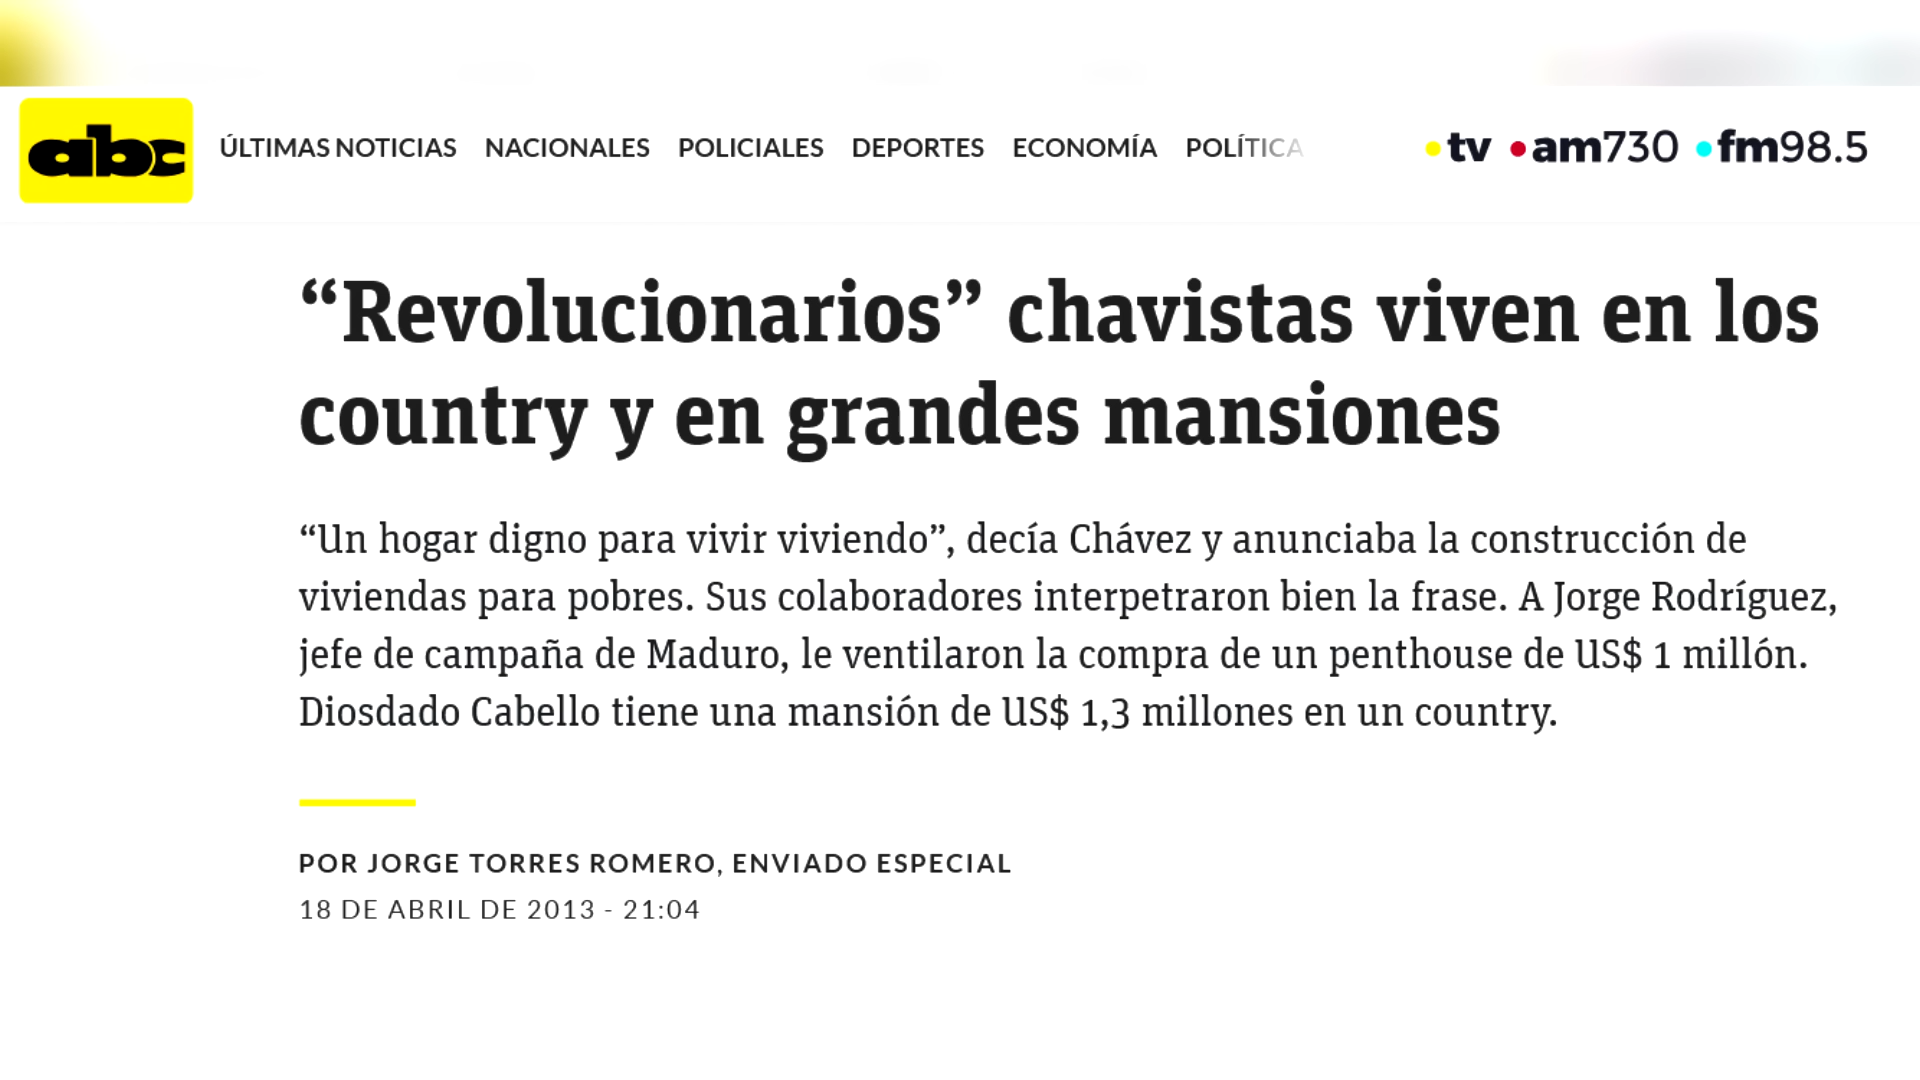 abc ÚLTIMAS NOTICIAS NACIONALES POLICIALES DEPORTES ECONOMÍA POLÍTICA tv am730 fm98.5
“Revolucionarios” chavistas viven en los
country y en grandes mansiones
“Un hogar digno para vivir viviendo”, decía Chávez y anunciaba la construcción de
viviendas para pobres. Sus colaboradores interpetraron bien la frase. A Jorge Rodríguez,
jefe de campaña de Maduro, le ventilaron la compra de un penthouse de US$ 1 millón.
Diosdado Cabello tiene una mansión de US$ 1,3 millones en un country.
POR JORGE TORRES ROMERO, ENVIADO ESPECIAL
18 DE ABRIL DE 2013 - 21:04